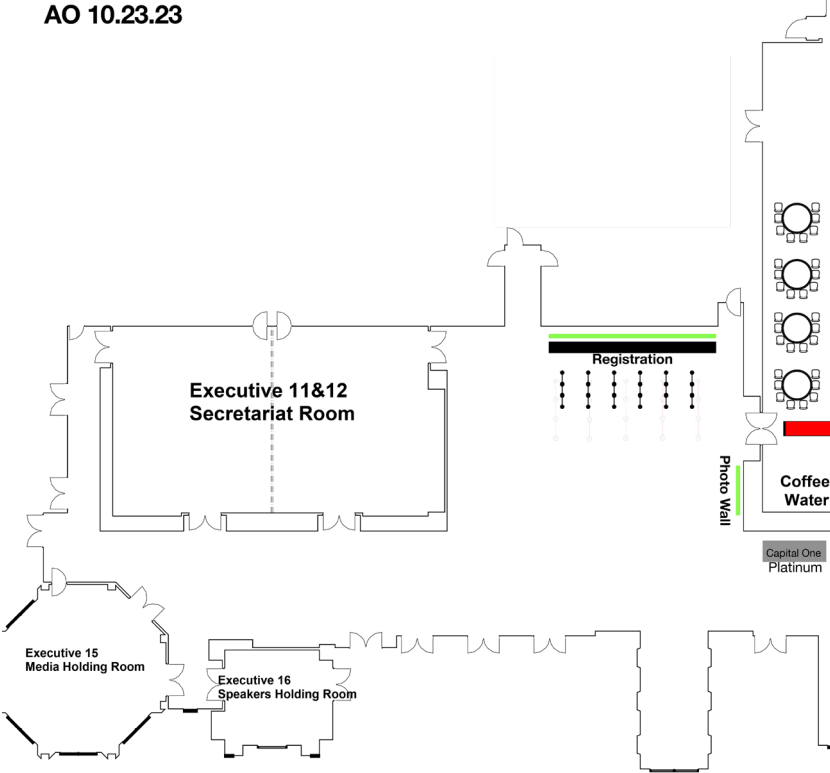 AO 10.23.23
Executive 11&12
Secretariat Room
Registration
Photo Wall
Coffee
Water
Capital One
Platinum
Executive 15
Media Holding Room
Executive 16
Speakers Holding Room